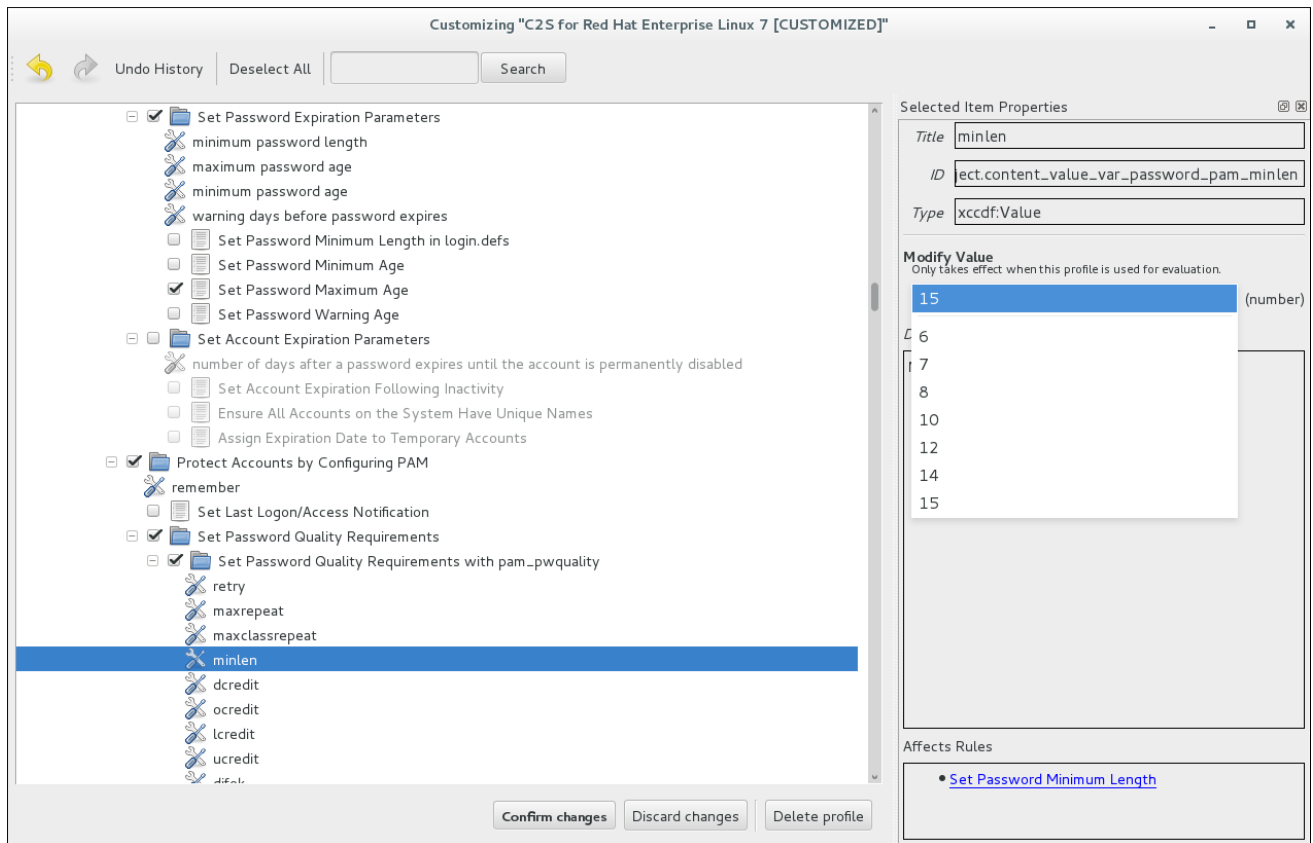 Customizing "C2S for Red Hat Enterprise Linux 7 [CUSTOMIZED]"
Undo History
Deselect All
Search
Set Password Expiration Parameters
minimum password length
maximum password age
minimum password age
warning days before password expires
Set Password Minimum Length in login.defs
Set Password Minimum Age
Set Password Maximum Age
Set Password Warning Age
Set Account Expiration Parameters
number of days after a password expires until the account is permanently disabled
Set Account Expiration Following Inactivity
Ensure All Accounts on the System Have Unique Names
Assign Expiration Date to Temporary Accounts
Protect Accounts by Configuring PAM
remember
Set Last Logon/Access Notification
Set Password Quality Requirements
Set Password Quality Requirements with pam_pwquality
retry
maxrepeat
maxclassrepeat
minlen
dcredit
ocredit
lcredit
ucredit
Confirm changes
Discard changes
Delete profile
Selected Item Properties
Title minlen
ID ject.content_value_var_password_pam_minlen
Type xccdf:Value
Modify Value
Only takes effect when this profile is used for evaluation.
15 (number)
6
7
8
10
12
14
15
Affects Rules
Set Password Minimum Length